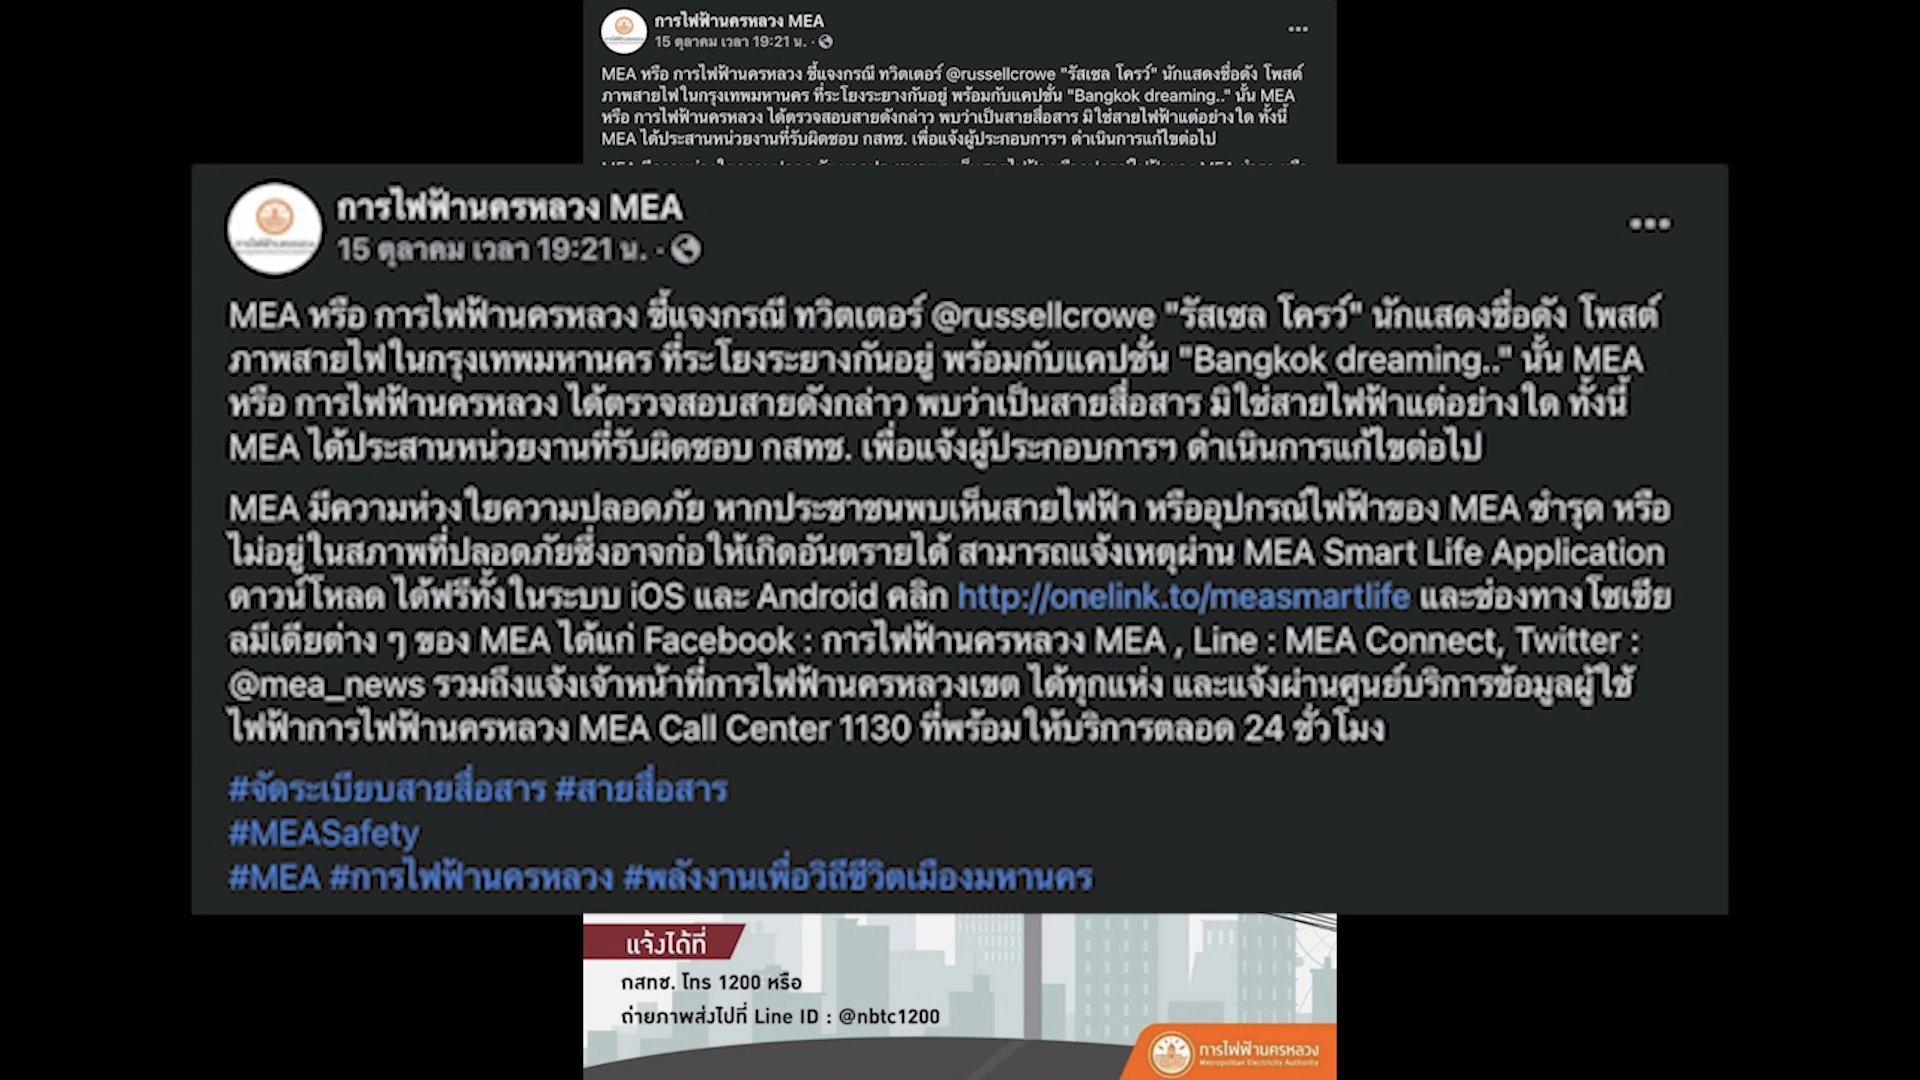 การไฟฟ้านครหลวง MEA
15 ตุลาคม เวลา 19:21 น. ·
MEA หรือ การไฟฟ้านครหลวง ชี้แจงกรณี ทวิตเตอร์ @russellcrowe "รัสเซล โครว์" นักแสดงชื่อดัง โพสต์
ภาพสายไฟในกรุงเทพมหานคร ที่ระโยงระยางกันอยู่ พร้อมกับแคปชั่น "Bangkok dreaming.." นั้น MEA
หรือ การไฟฟ้านครหลวง ได้ตรวจสอบสายดังกล่าว พบว่าเป็นสายสื่อสาร มิใช่สายไฟฟ้าแต่อย่างใด ทั้งนี้
MEA ได้ประสานหน่วยงานที่รับผิดชอบ กสทช. เพื่อแจ้งผู้ประกอบการฯ ดำเนินการแก้ไขต่อไป
การไฟฟ้านครหลวง MEA
15 ตุลาคม เวลา 19:21 น. ·
MEA หรือ การไฟฟ้านครหลวง ชี้แจงกรณี ทวิตเตอร์ @russellcrowe "รัสเซล โครว์" นักแสดงชื่อดัง โพสต์
ภาพสายไฟในกรุงเทพมหานคร ที่ระโยงระยางกันอยู่ พร้อมกับแคปชั่น "Bangkok dreaming.." นั้น MEA
หรือ การไฟฟ้านครหลวง ได้ตรวจสอบสายดังกล่าว พบว่าเป็นสายสื่อสาร มิใช่สายไฟฟ้าแต่อย่างใด ทั้งนี้
MEA ได้ประสานหน่วยงานที่รับผิดชอบ กสทช. เพื่อแจ้งผู้ประกอบการฯ ดำเนินการแก้ไขต่อไป
MEA มีความห่วงใยความปลอดภัย หากประชาชนพบเห็นสายไฟฟ้า หรืออุปกรณ์ไฟฟ้าของ MEA ชำรุด หรือ
ไม่อยู่ในสภาพที่ปลอดภัยซึ่งอาจก่อให้เกิดอันตรายได้ สามารถแจ้งเหตุผ่าน MEA Smart Life Application
ดาวน์โหลด ได้ฟรีทั้งในระบบ iOS และ Android คลิก http://onelink.to/measmartlife และช่องทางโซเชีย
ลมีเดียต่าง ๆ ของ MEA ได้แก่ Facebook : การไฟฟ้านครหลวง MEA , Line : MEA Connect, Twitter :
@mea_news รวมถึงแจ้งเจ้าหน้าที่การไฟฟ้านครหลวงเขต ได้ทุกแห่ง และแจ้งผ่านศูนย์บริการข้อมูลผู้ใช้
ไฟฟ้าการไฟฟ้านครหลวง MEA Call Center 1130 ที่พร้อมให้บริการตลอด 24 ชั่วโมง
#จัดระเบียบสายสื่อสาร #สายสื่อสาร
#MEASafety
#MEA #การไฟฟ้านครหลวง #พลังงานเพื่อวิถีชีวิตเมืองมหานคร
แจ้งได้ที่
กสทช. โทร 1200 หรือ
ถ่ายภาพส่งไปที่ Line ID : @nbtc1200
การไฟฟ้านครหลวง
Metropolitan Electricity Authority